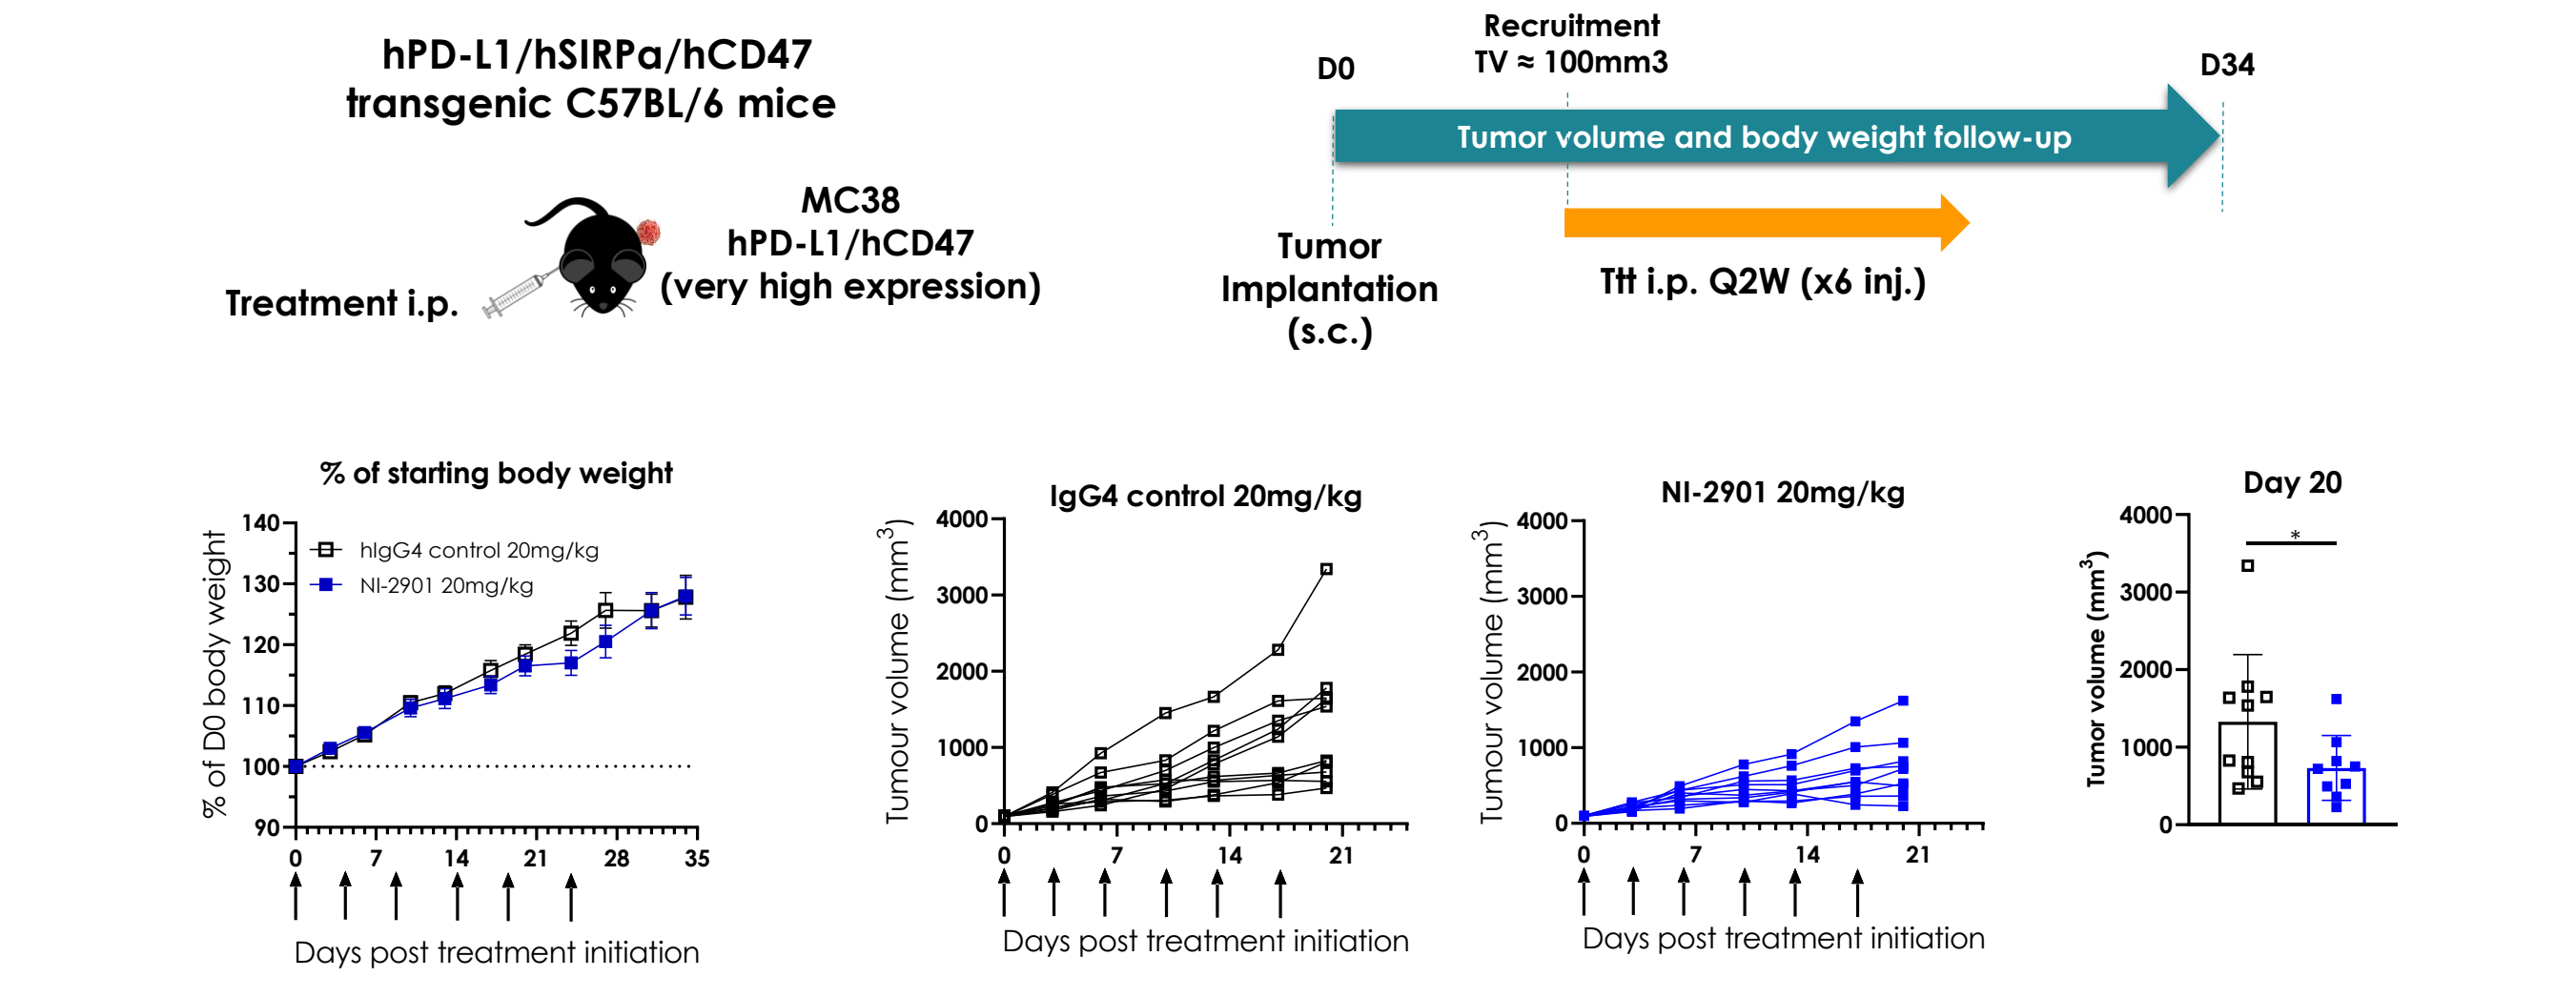 hPD-L1/hSIRPa/hCD47
transgenic C57BL/6 mice
MC38
hPD-L1/hCD47
(very high expression)
Treatment i.p.
Recruitment
TV ≈ 100mm3
D0
D34
Tumor volume and body weight follow-up
Tumor
Implantation
(s.c.)
Ttt i.p. Q2W (x6 inj.)
% of starting body weight
% of D0 body weight
140
130
120
110
100
90
hIgG4 control 20mg/kg
NI-2901 20mg/kg
0 7 14 21 28 35
Days post treatment initiation
IgG4 control 20mg/kg
Tumour volume (mm³)
4000
3000
2000
1000
0
0 7 14 21
Days post treatment initiation
NI-2901 20mg/kg
Tumour volume (mm³)
4000
3000
2000
1000
0
0 7 14 21
Days post treatment initiation
Day 20
Tumor volume (mm³)
4000
3000
2000
1000
0
*